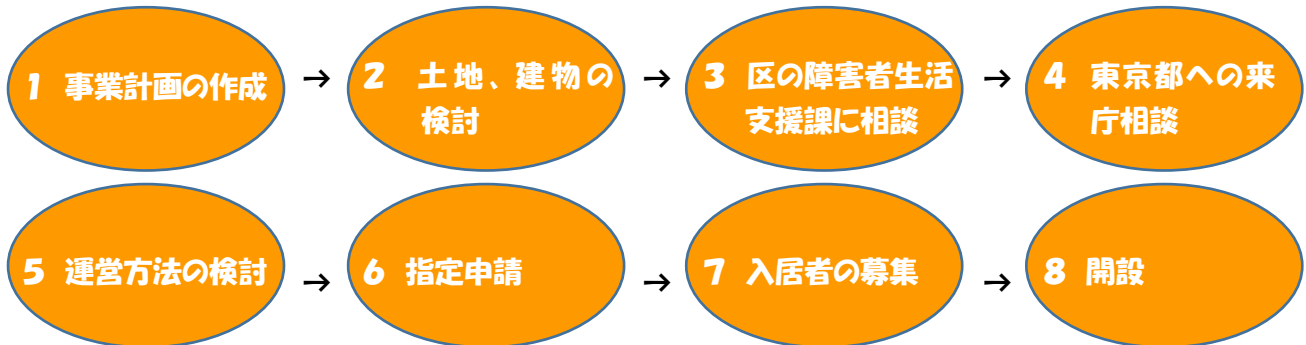 1 事業計画の作成 → 2 土地、建物の検討 → 3 区の障害者生活支援課に相談 → 4 東京都への来庁相談
5 運営方法の検討 → 6 指定申請 → 7 入居者の募集 → 8 開設